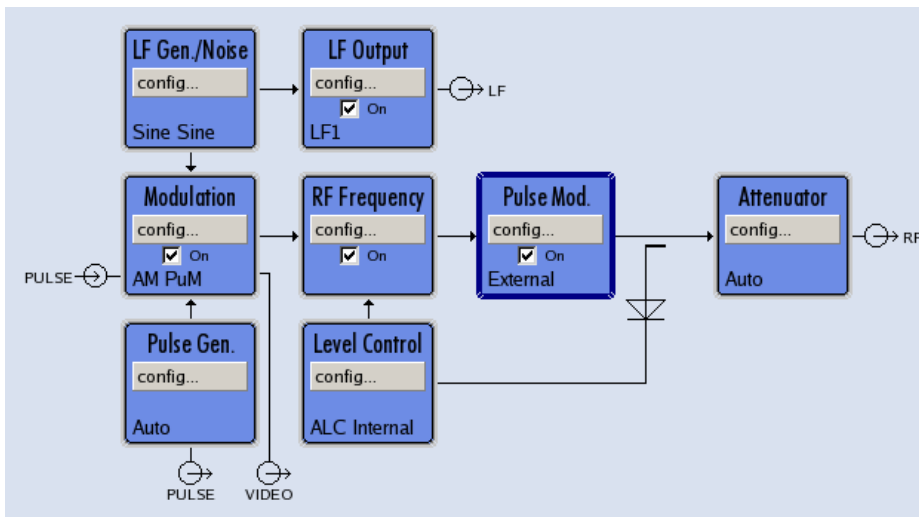 LF Gen./Noise
config...
Sine Sine
LF Output
config...
On
LF1
LF
Modulation
config...
On
AM PuM
PULSE
RF Frequency
config...
On
Pulse Mod.
config...
On
External
Attenuator
config...
Auto
RF
Pulse Gen.
config...
Auto
Level Control
config...
ALC Internal
PULSE
VIDEO